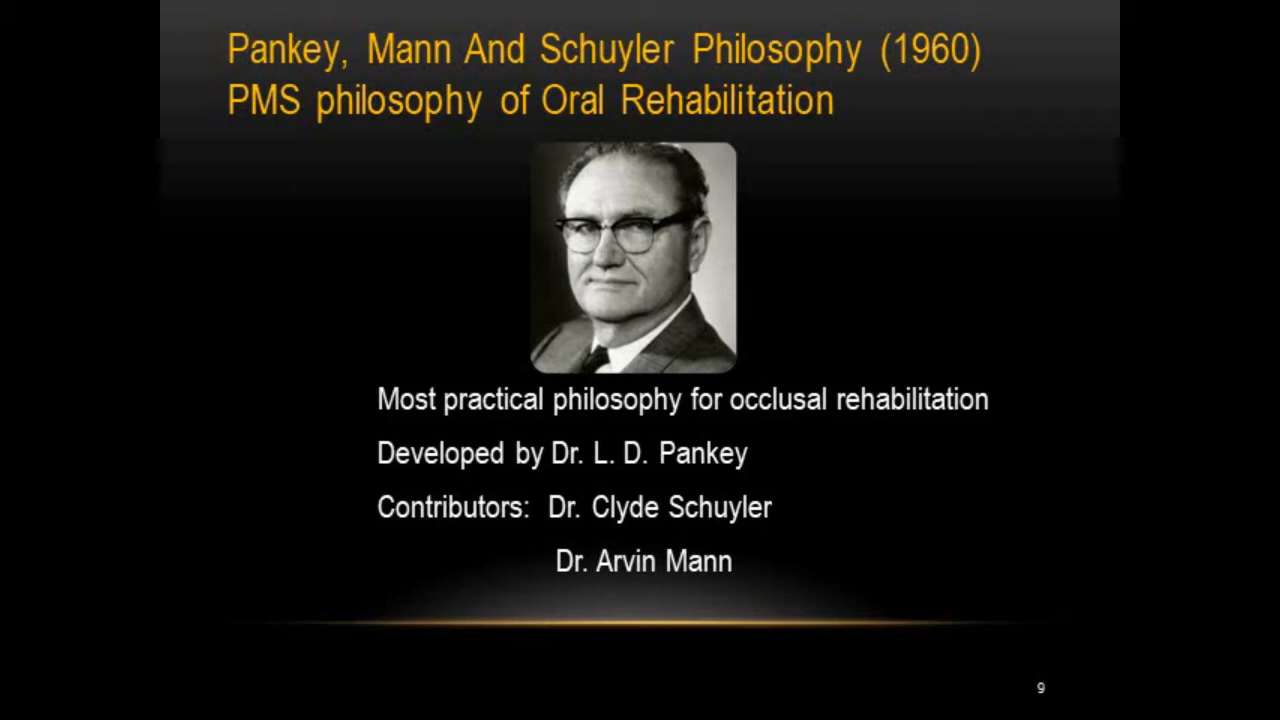 Pankey, Mann And Schuyler Philosophy (1960)
PMS philosophy of Oral Rehabilitation
Most practical philosophy for occlusal rehabilitation
Developed by Dr. L. D. Pankey
Contributors: Dr. Clyde Schuyler
Dr. Arvin Mann
9